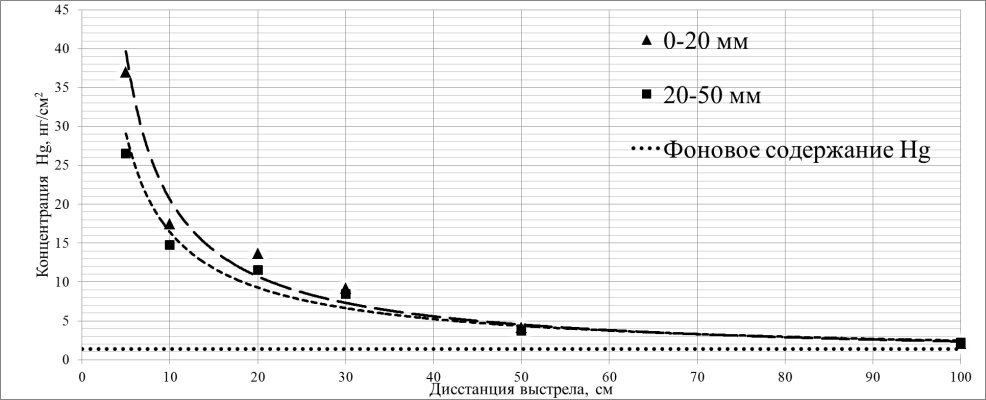 45
40
35
30
25
20
15
10
5
0
Концентрация Hg, нг/см²
0-20 мм
20-50 мм
Фоновое содержание Hg
0 10 20 30 40 50 60 70 80 90 100
Дисстанция выстрела, см